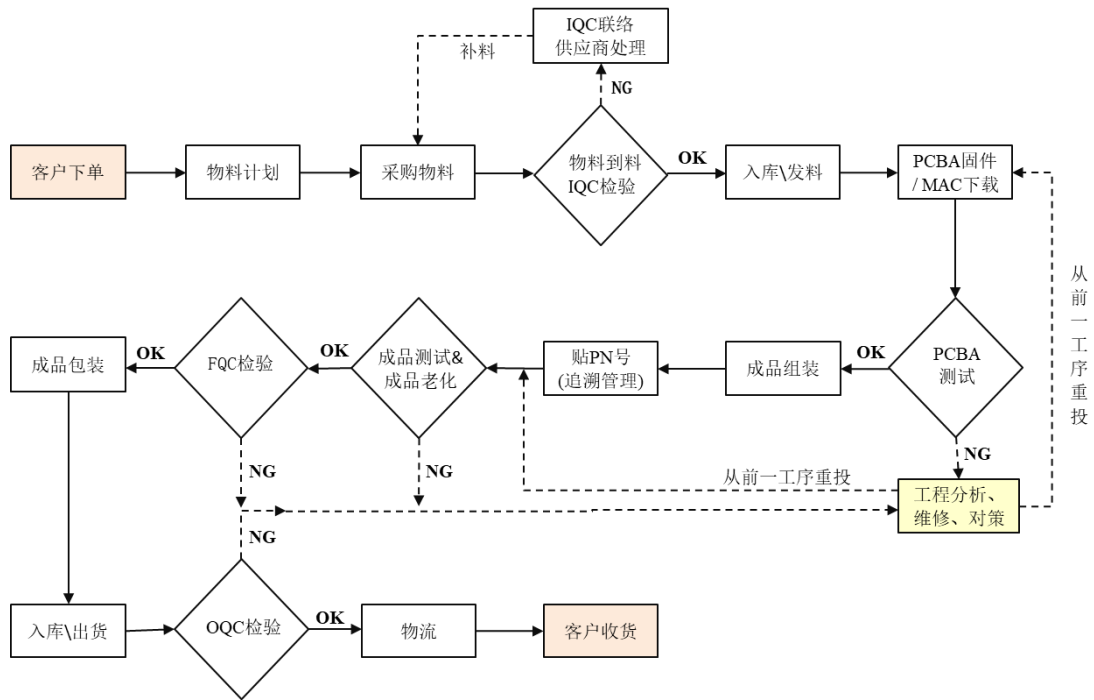 IQC联络
供应商处理
补料
NG
客户下单
物料计划
采购物料
物料到料
IQC检验
OK
入库\发料
PCBA固件
/ MAC下载
从前一工序重投
成品包装
OK
FQC检验
OK
成品测试&
成品老化
贴PN号
(追溯管理)
成品组装
OK
PCBA
测试
NG
NG
NG
从前一工序重投
工程分析、
维修、对策
NG
入库\出货
OQC检验
OK
物流
客户收货